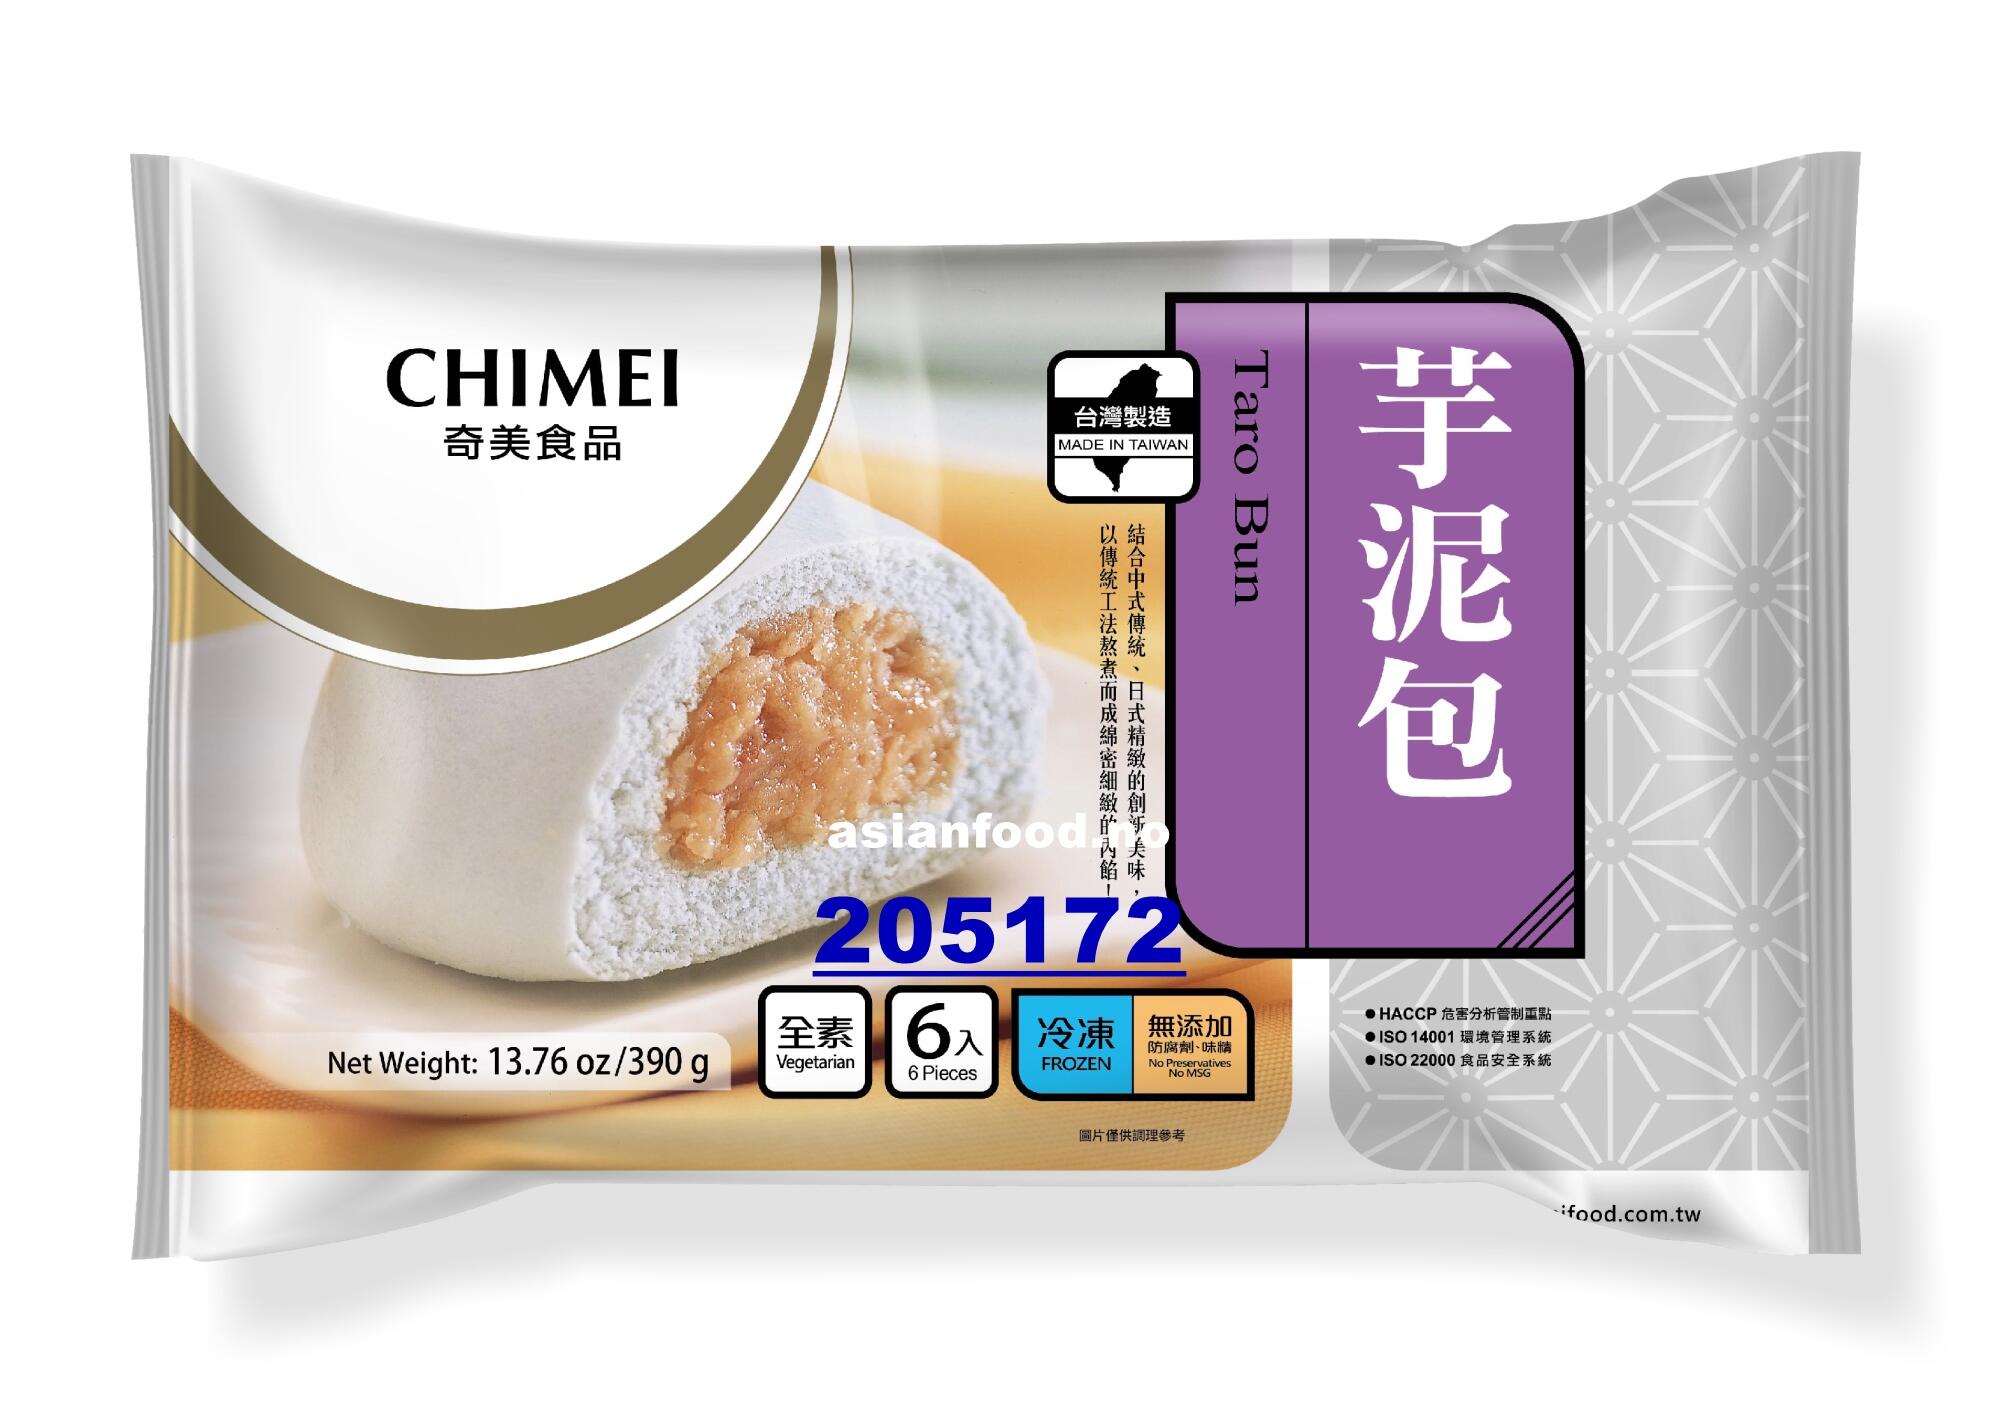 CHIMEI
奇美食品
台灣製造
MADE IN TAIWAN
Taro Bun
芋泥包
結合中式傳統、日式精緻的創新美味，
以傳統工法熬煮而成綿密細緻的內餡！
asianfood.no
205172
Net Weight: 13.76 oz/390 g
全素
Vegetarian
6入
6 Pieces
冷凍
FROZEN
無添加
防腐劑、味精
No Preservatives
No MSG
圖片僅供調理參考
● HACCP 危害分析管制重點
● ISO 14001 環境管理系統
● ISO 22000 食品安全系統
ifood.com.tw